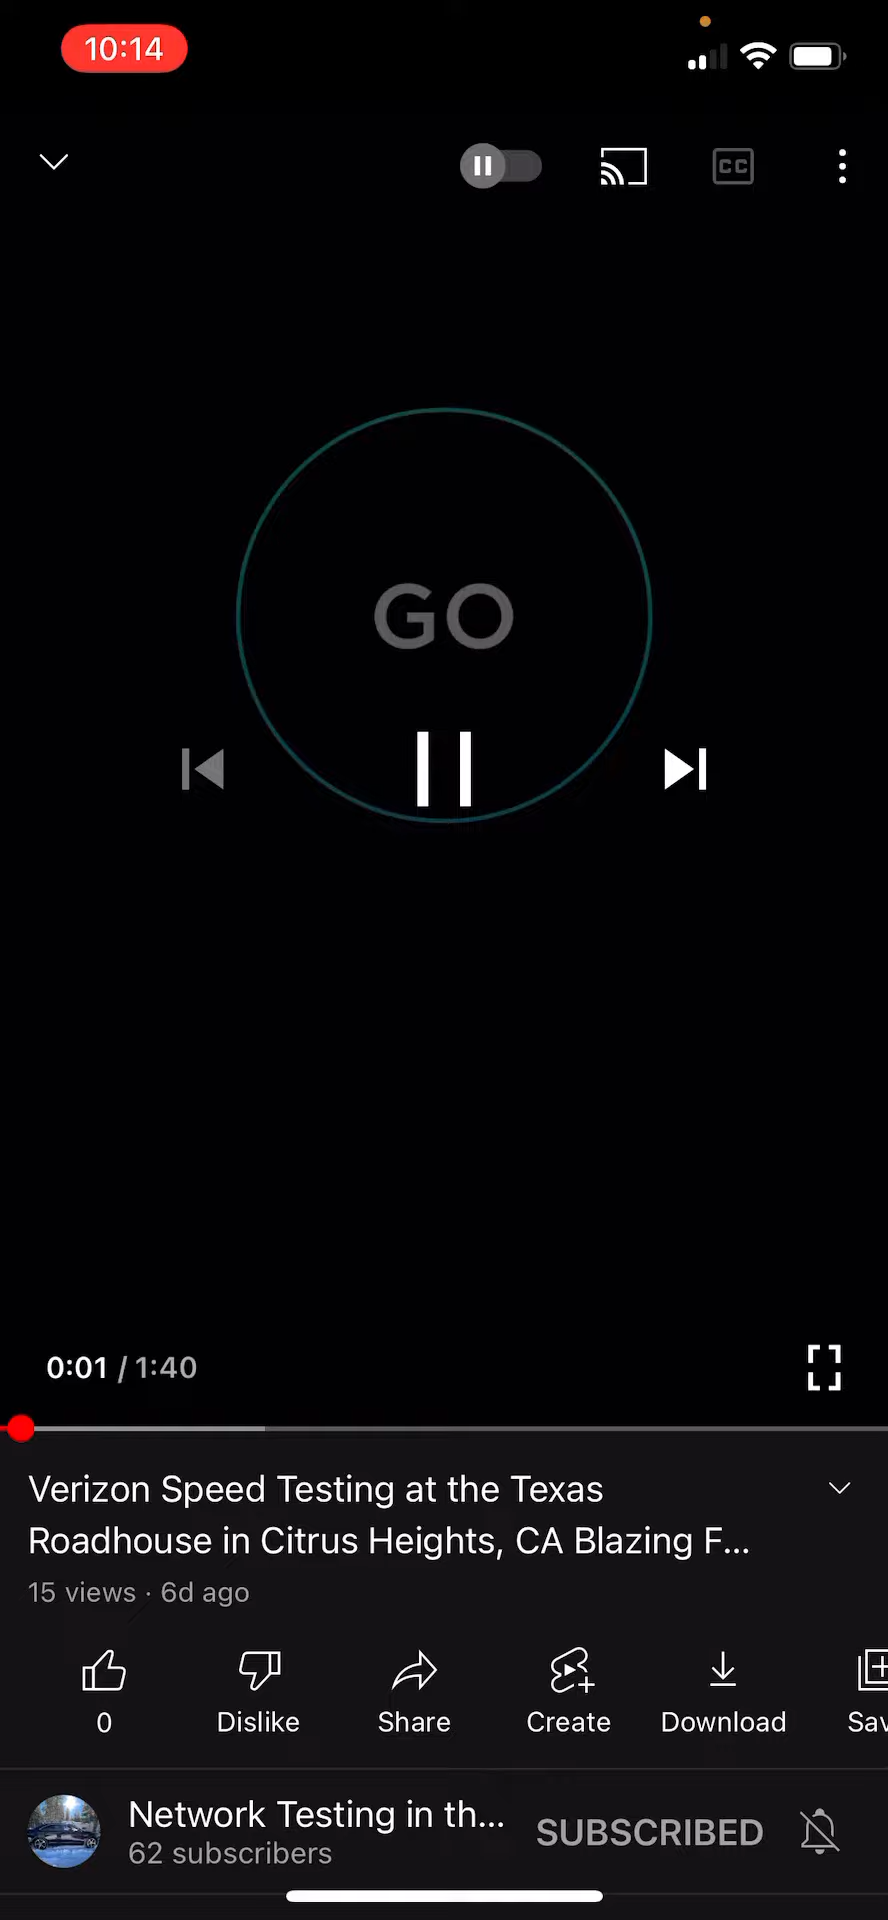 10:14
CC
GO
0:01 / 1:40
Verizon Speed Testing at the Texas
Roadhouse in Citrus Heights, CA Blazing F...
15 views · 6d ago
0
Dislike
Share
Create
Download
Sav
Network Testing in th...
SUBSCRIBED
62 subscribers